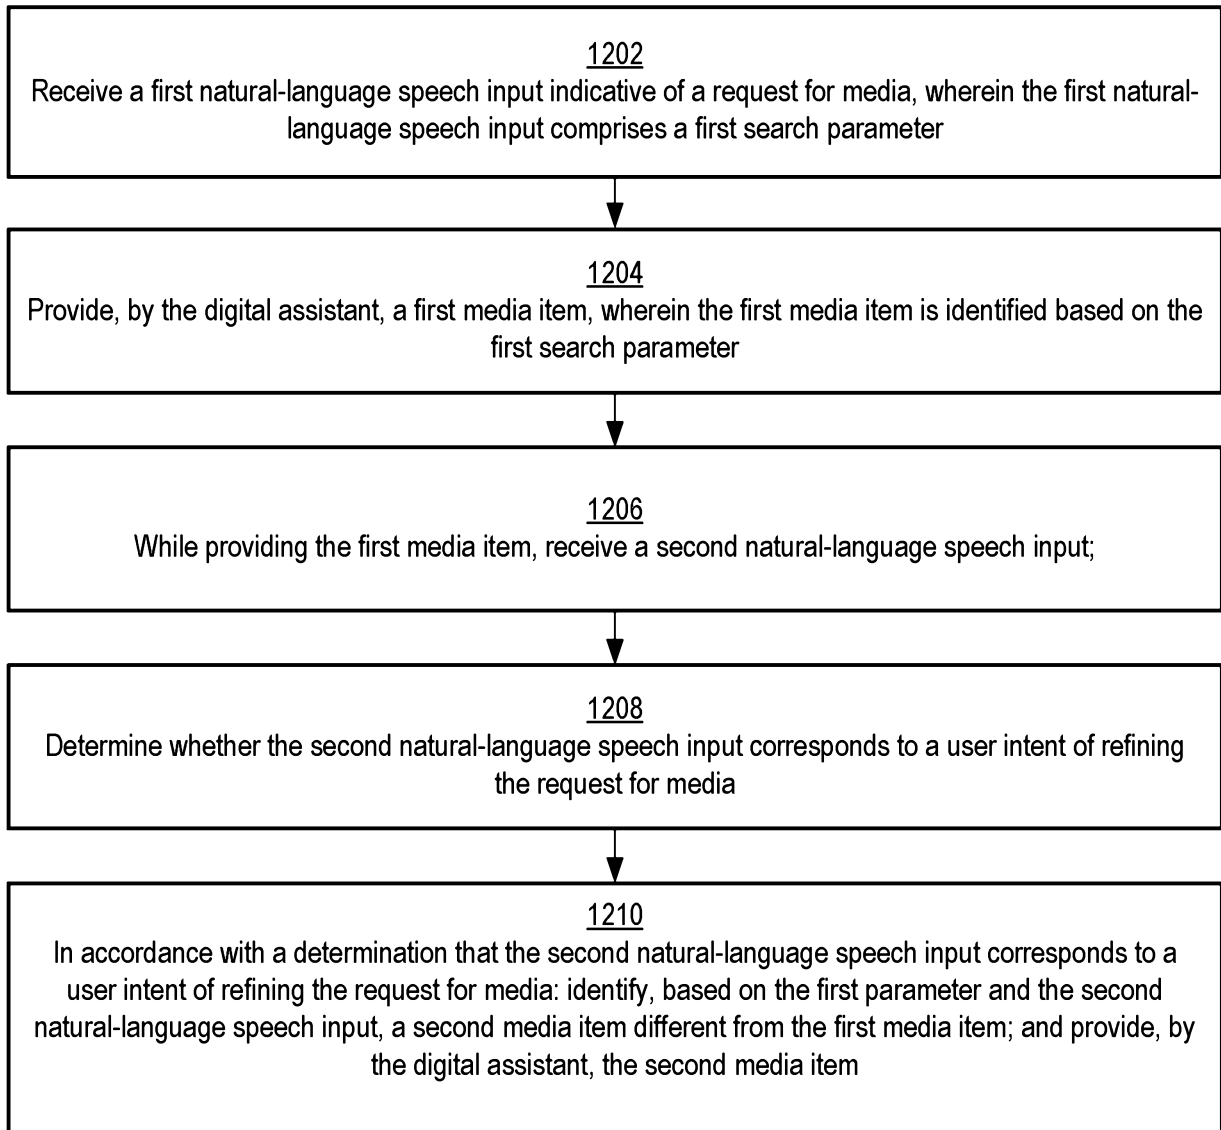 1202
Receive a first natural-language speech input indicative of a request for media, wherein the first natural-
language speech input comprises a first search parameter
1204
Provide, by the digital assistant, a first media item, wherein the first media item is identified based on the
first search parameter
1206
While providing the first media item, receive a second natural-language speech input;
1208
Determine whether the second natural-language speech input corresponds to a user intent of refining
the request for media
1210
In accordance with a determination that the second natural-language speech input corresponds to a
user intent of refining the request for media: identify, based on the first parameter and the second
natural-language speech input, a second media item different from the first media item; and provide, by
the digital assistant, the second media item